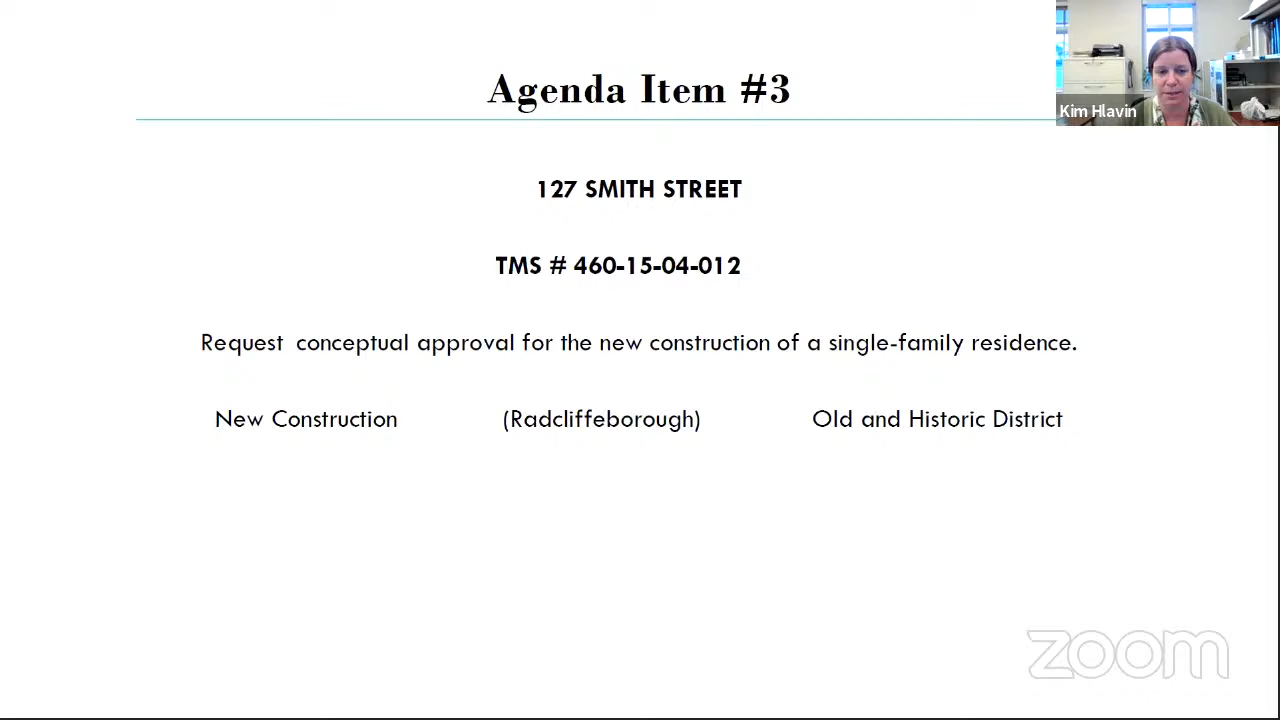 Agenda Item #3
Kim Hlavin
127 SMITH STREET
TMS # 460-15-04-012
Request conceptual approval for the new construction of a single-family residence.
New Construction (Radcliffeborough) Old and Historic District
zoom